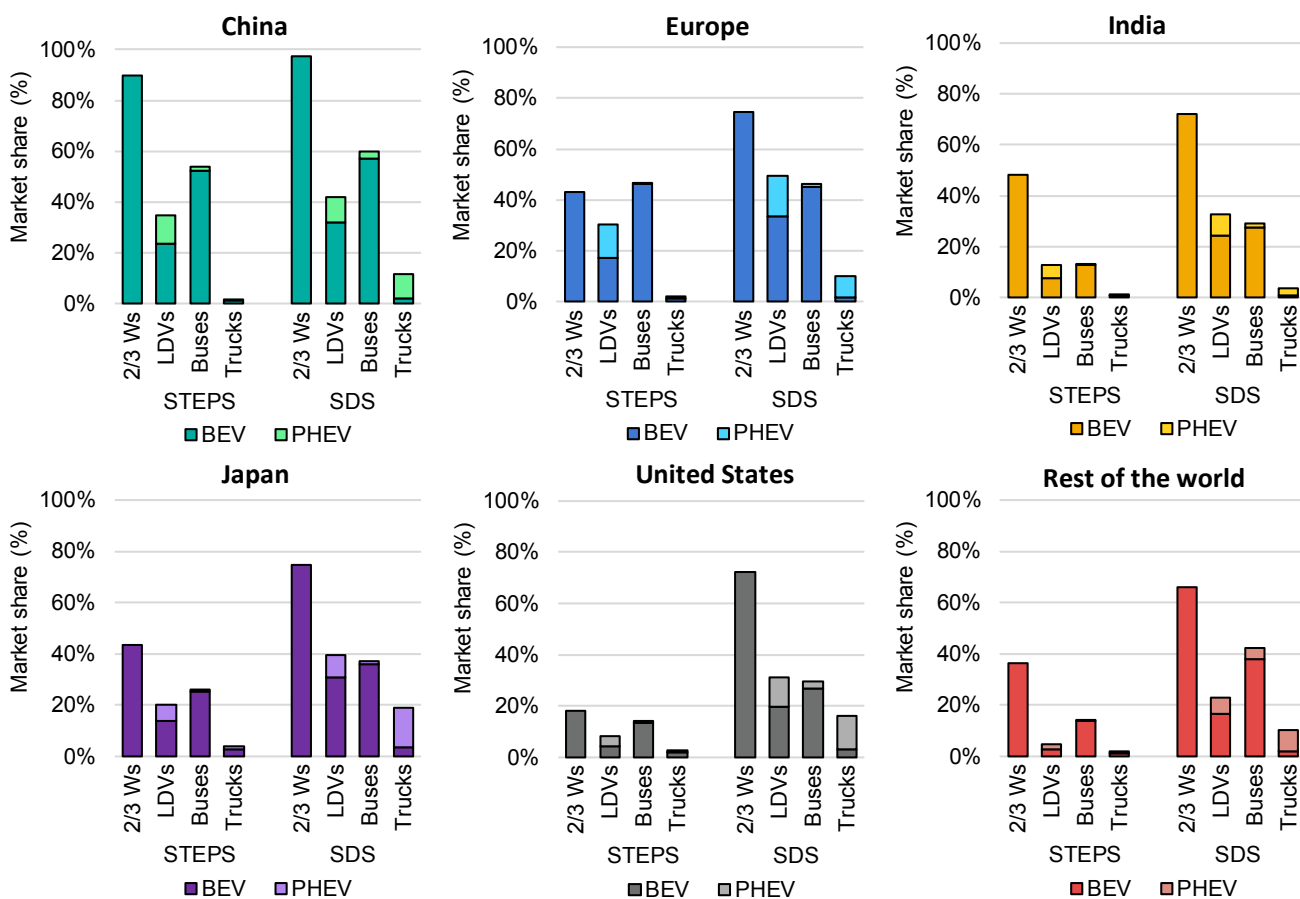 China
Market share (%)
100%
80%
60%
40%
20%
0%
2/3 Ws
LDVs
Buses
Trucks
2/3 Ws
LDVs
Buses
Trucks
STEPS SDS
BEV PHEV
Europe
Market share (%)
100%
80%
60%
40%
20%
0%
2/3 Ws
LDVs
Buses
Trucks
2/3 Ws
LDVs
Buses
Trucks
STEPS SDS
BEV PHEV
India
Market share (%)
100%
80%
60%
40%
20%
0%
2/3 Ws
LDVs
Buses
Trucks
2/3 Ws
LDVs
Buses
Trucks
STEPS SDS
BEV PHEV
Japan
Market share (%)
100%
80%
60%
40%
20%
0%
2/3 Ws
LDVs
Buses
Trucks
2/3 Ws
LDVs
Buses
Trucks
STEPS SDS
BEV PHEV
United States
Market share (%)
100%
80%
60%
40%
20%
0%
2/3 Ws
LDVs
Buses
Trucks
2/3 Ws
LDVs
Buses
Trucks
STEPS SDS
BEV PHEV
Rest of the world
Market share (%)
100%
80%
60%
40%
20%
0%
2/3 Ws
LDVs
Buses
Trucks
2/3 Ws
LDVs
Buses
Trucks
STEPS SDS
BEV PHEV